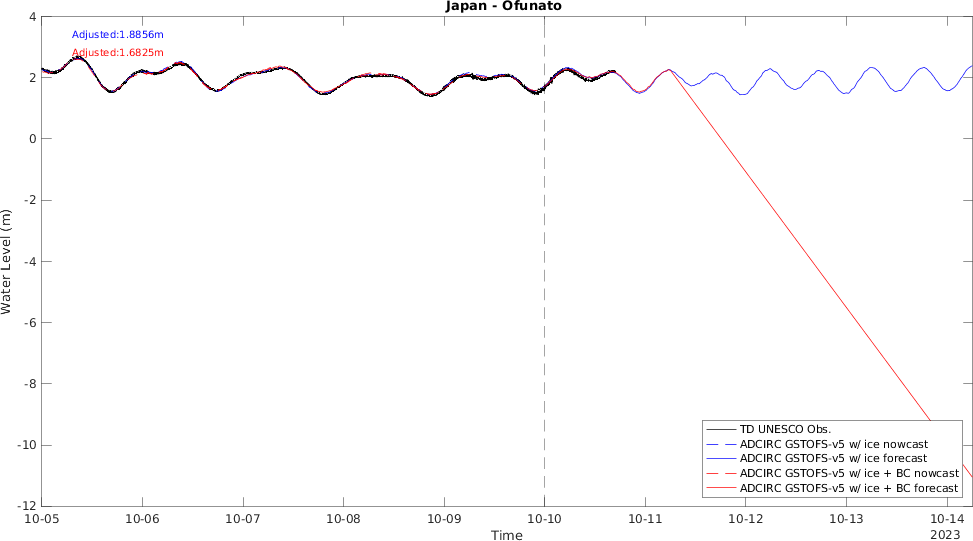 Japan - Ofunato
Adjusted:1.8856m
Adjusted:1.6825m
Water Level (m)
4
2
0
-2
-4
-6
-8
-10
-12
10-05
10-06
10-07
10-08
10-09
10-10
10-11
10-12
10-13
10-14
Time
2023
TD UNESCO Obs.
ADCIRC GSTOFS-v5 w/ ice nowcast
ADCIRC GSTOFS-v5 w/ ice forecast
ADCIRC GSTOFS-v5 w/ ice + BC nowcast
ADCIRC GSTOFS-v5 w/ ice + BC forecast